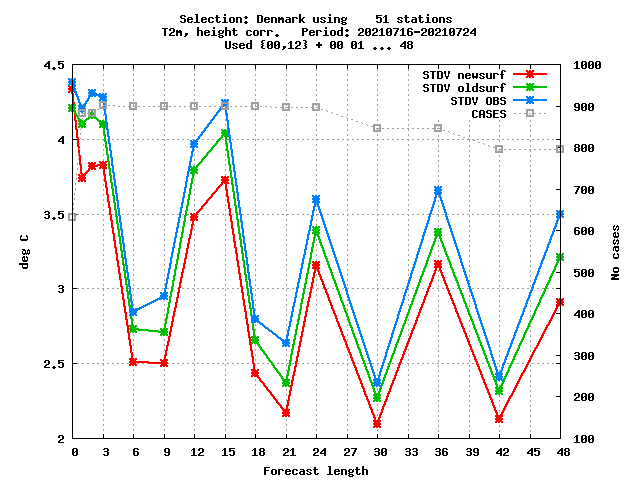 Selection: Denmark using 51 stations
T2m, height corr. Period: 20210716-20210724
Used {00,12} + 00 01 ... 48
STDV newsurf
STDV oldsurf
STDV OBS
CASES
4.5
4
3.5
3
2.5
2
deg C
1000
900
800
700
600
500
400
300
200
100
No cases
0 3 6 9 12 15 18 21 24 27 30 33 36 39 42 45 48
Forecast length